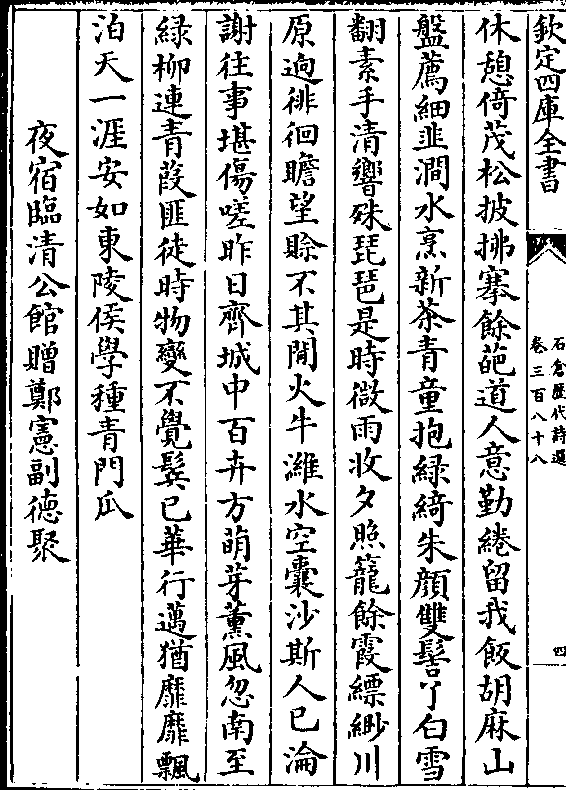 欽定四庫全書
石倉歴代詩選
卷三百八十八
四
休憩倚茂松披拂搴餘葩道人意勤綣留我飯胡麻山
盤薦細韭澗水烹新茶青童抱緑綺朱顔雙髻丫白雪
翻素手清響殊琵琶是時微雨收夕照籠餘霞縹緲川
原逈徘徊瞻望賖不其閒火牛濰水空囊沙斯人已淪
謝往事堪傷嗟昨日齊城中百卉方萌芽薫風忽南至
緑柳連青葭匪徒時物變不覺鬂已華行邁猶靡靡飄
泊天一涯安如東陵侯學種青門瓜
夜宿臨清公館贈鄭憲副德聚